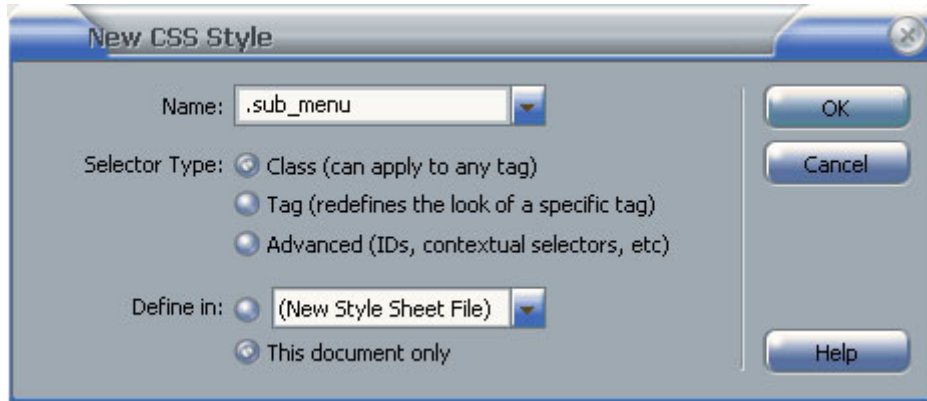 New CSS Style
Name: .sub_menu
OK
Selector Type: Class (can apply to any tag)
Cancel
Tag (redefines the look of a specific tag)
Advanced (IDs, contextual selectors, etc)
Define in: (New Style Sheet File)
This document only
Help